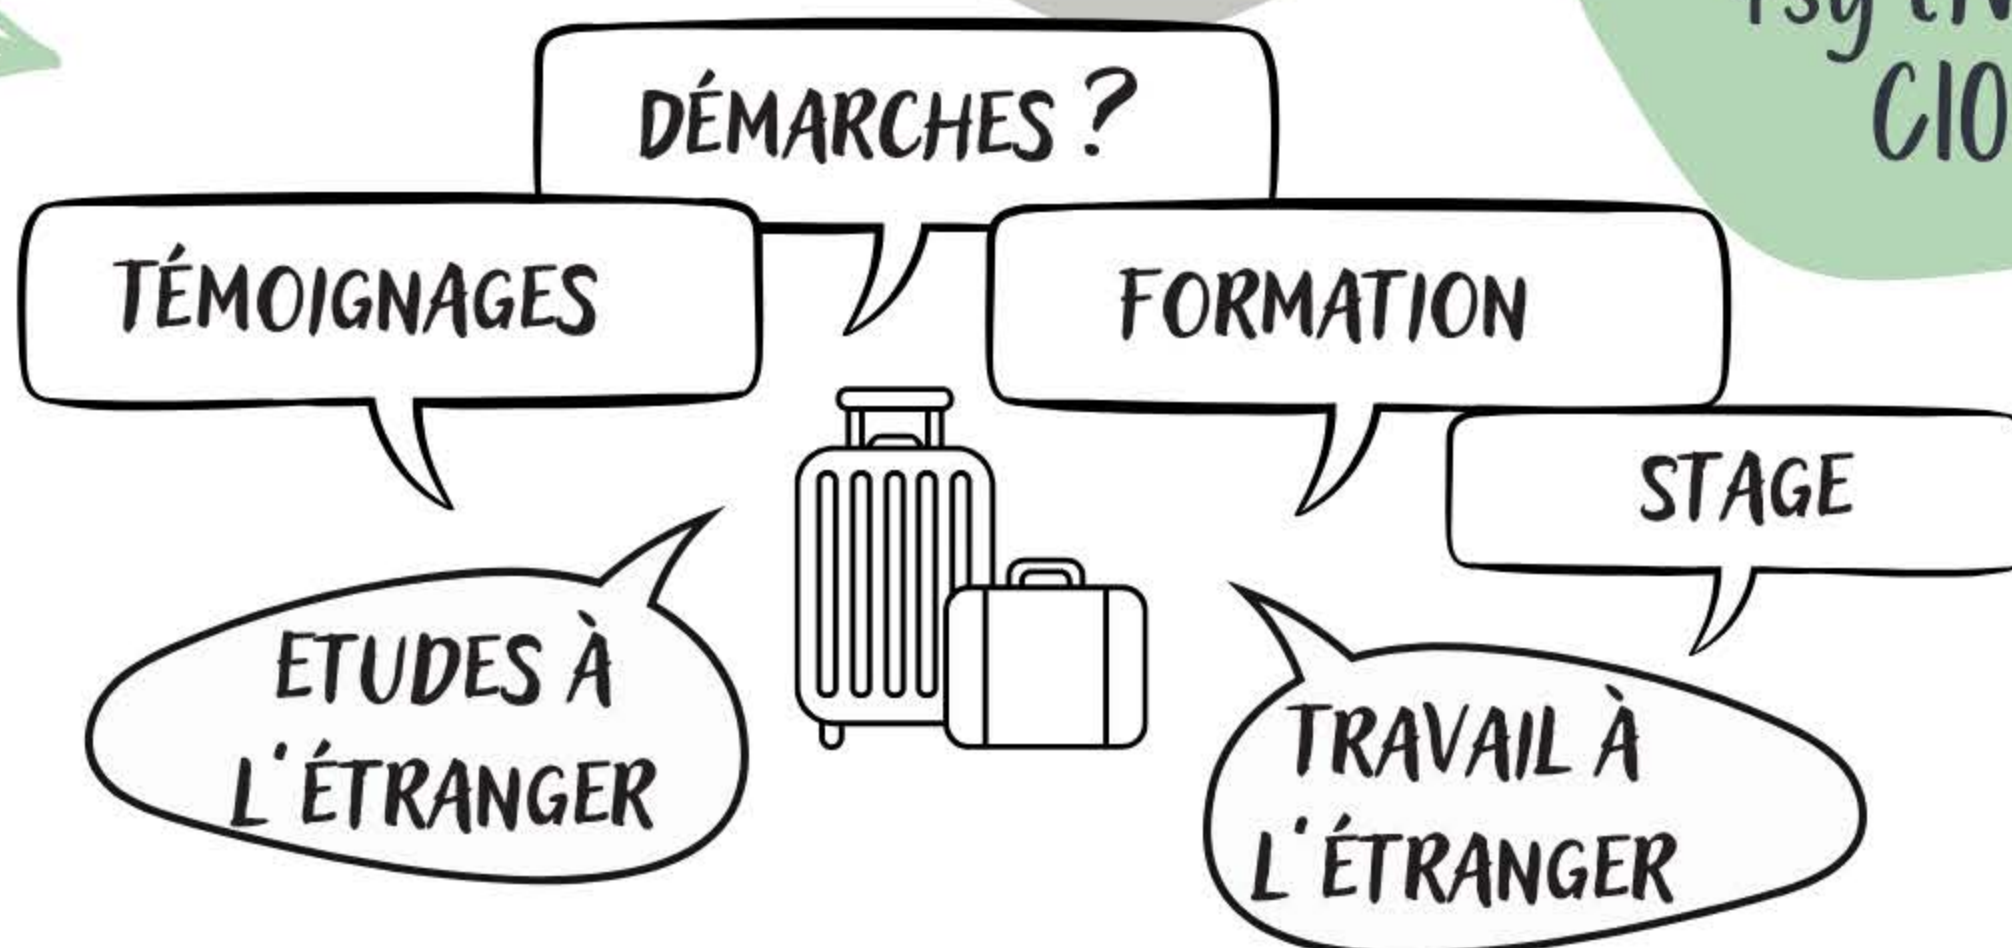 CIO
DÉMARCHES ?
TÉMOIGNAGES
FORMATION
STAGE
ETUDES À
L'ÉTRANGER
TRAVAIL À
L'ÉTRANGER